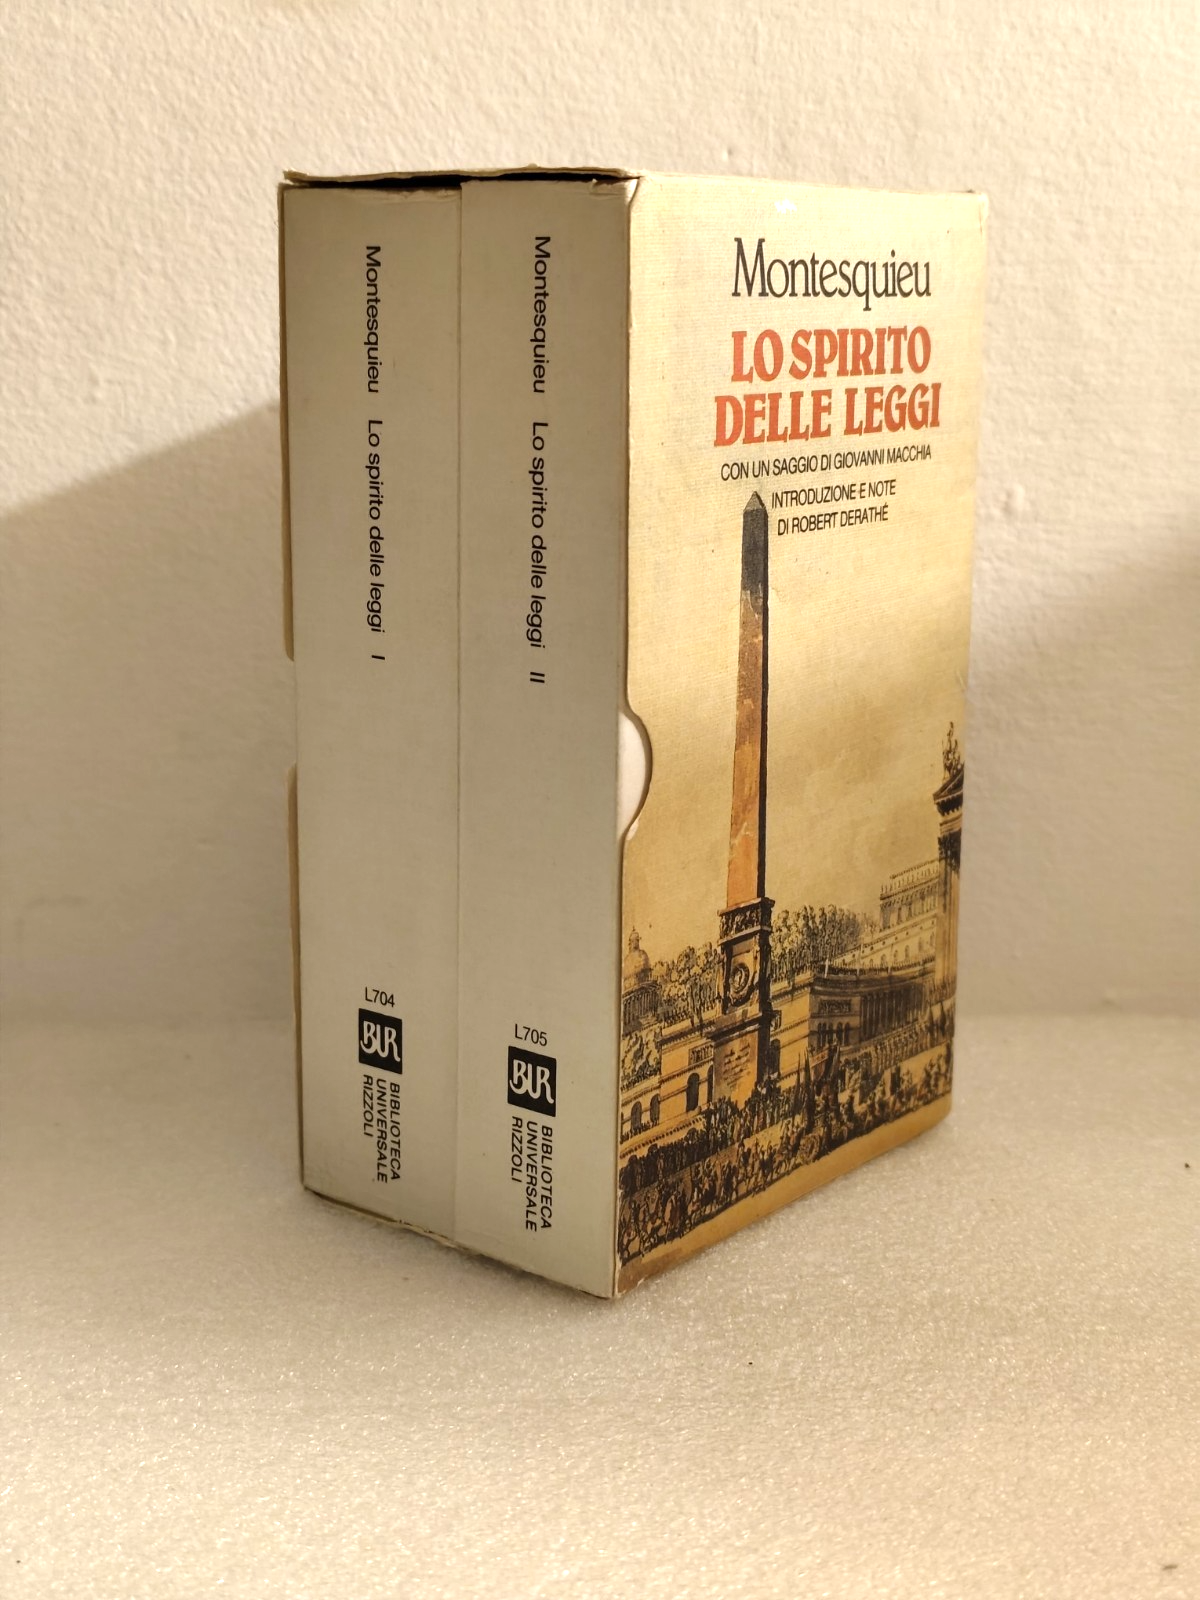 Montesquieu Lo spirito delle leggi I
L704
BUR
BIBLIOTECA
UNIVERSALE
RIZZOLI
Montesquieu Lo spirito delle leggi II
L705
BUR
BIBLIOTECA
UNIVERSALE
RIZZOLI
Montesquieu
LO SPIRITO
DELLE LEGGI
CON UN SAGGIO DI GIOVANNI MACCHIA
INTRODUZIONE E NOTE
DI ROBERT DERATHÉ